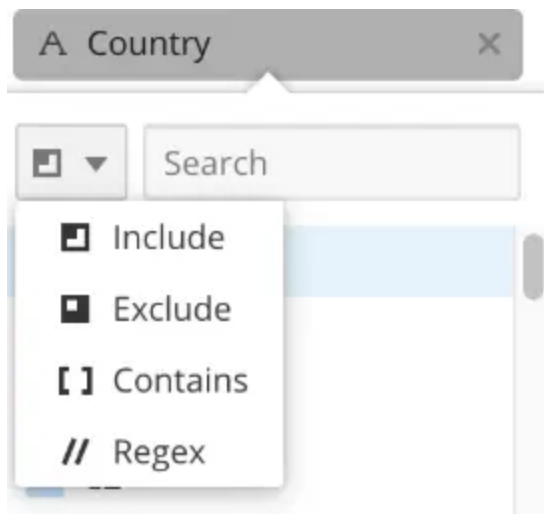 A Country ×
Search
Include
Exclude
[ ] Contains
// Regex